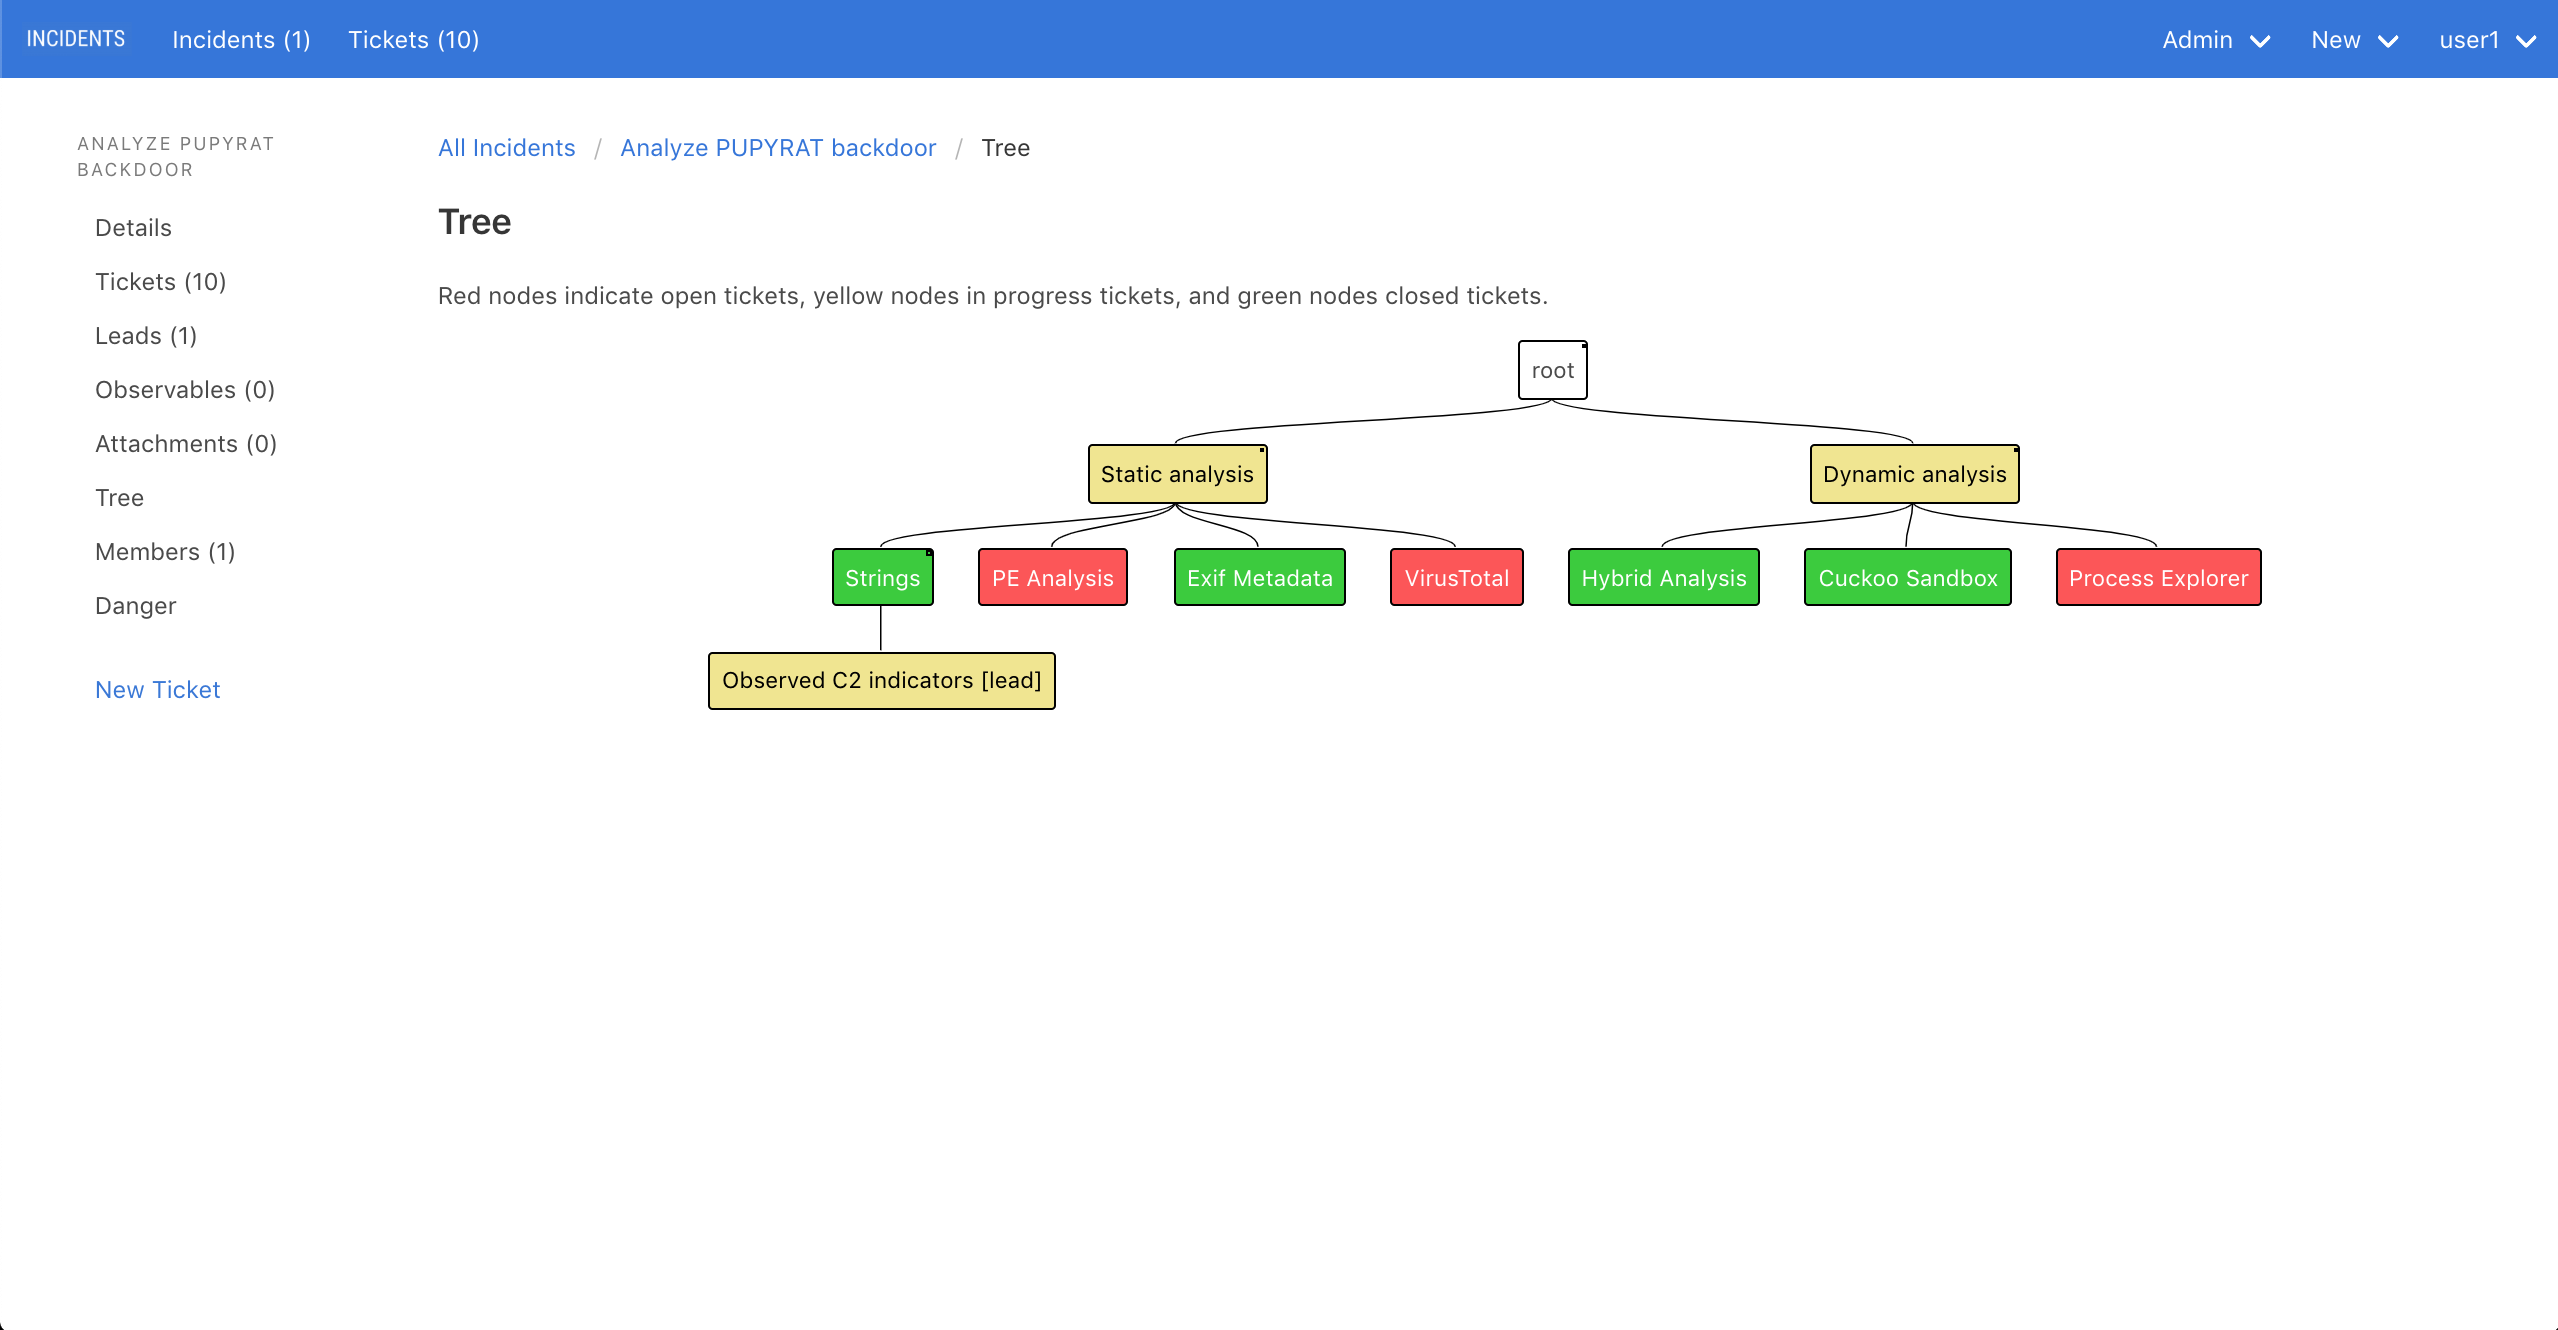 INCIDENTS
Incidents (1)
Tickets (10)
Admin
New
user1
ANALYZE PUPYRAT
BACKDOOR
Details
Tickets (10)
Leads (1)
Observables (0)
Attachments (0)
Tree
Members (1)
Danger
New Ticket
All Incidents / Analyze PUPYRAT backdoor / Tree
Tree
Red nodes indicate open tickets, yellow nodes in progress tickets, and green nodes closed tickets.
root
Static analysis
Dynamic analysis
Strings
PE Analysis
Exif Metadata
VirusTotal
Hybrid Analysis
Cuckoo Sandbox
Process Explorer
Observed C2 indicators [lead]